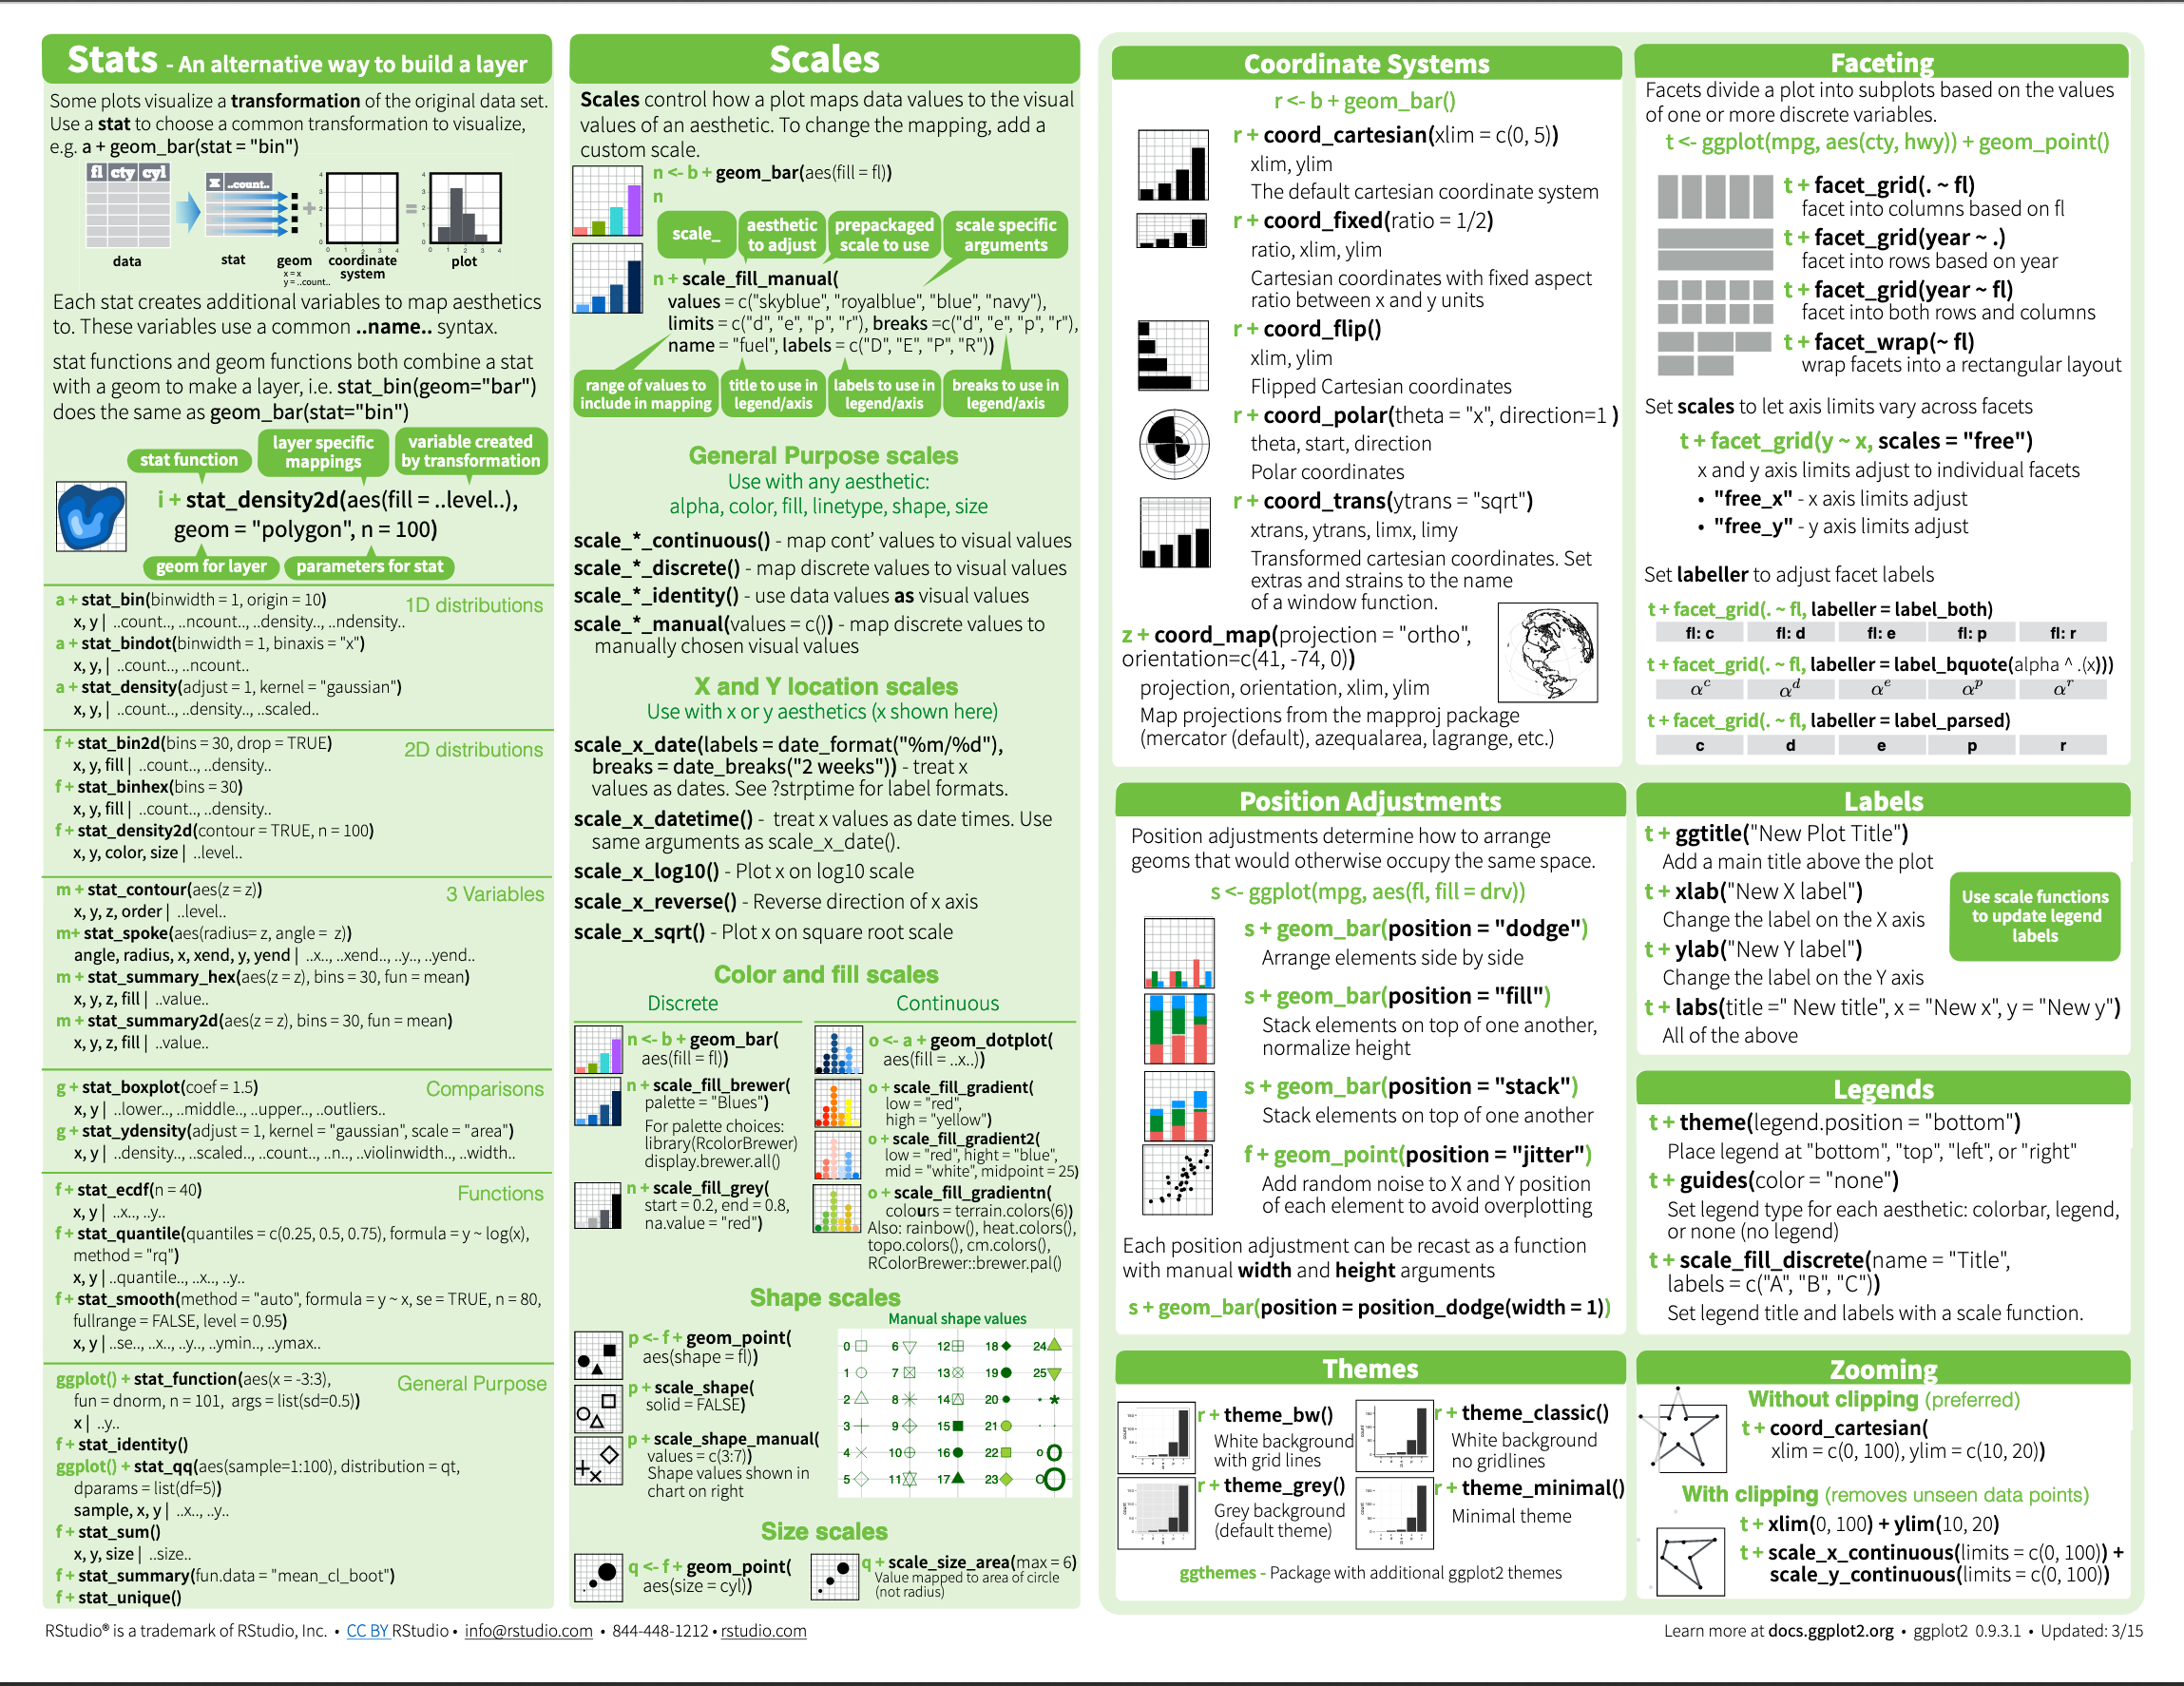 Stats - An alternative way to build a layer
Some plots visualize a transformation of the original data set.
Use a stat to choose a common transformation to visualize,
e.g. a + geom_bar(stat = "bin")
fl cty cyl
x ..count..
data
stat
geom
x = x
y = ..count..
coordinate
system
plot
Each stat creates additional variables to map aesthetics
to. These variables use a common ..name.. syntax.
stat functions and geom functions both combine a stat
with a geom to make a layer, i.e. stat_bin(geom="bar")
does the same as geom_bar(stat="bin")
stat function
layer specific
mappings
variable created
by transformation
i + stat_density2d(aes(fill = ..level..),
geom = "polygon", n = 100)
geom for layer
parameters for stat
1D distributions
a + stat_bin(binwidth = 1, origin = 10)
x, y | ..count.., ..ncount.., ..density.., ..ndensity..
a + stat_bindot(binwidth = 1, binaxis = "x")
x, y, | ..count.., ..ncount..
a + stat_density(adjust = 1, kernel = "gaussian")
x, y, | ..count.., ..density.., ..scaled..
2D distributions
f + stat_bin2d(bins = 30, drop = TRUE)
x, y, fill | ..count.., ..density..
f + stat_binhex(bins = 30)
x, y, fill | ..count.., ..density..
f + stat_density2d(contour = TRUE, n = 100)
x, y, color, size | ..level..
3 Variables
m + stat_contour(aes(z = z))
x, y, z, order | ..level..
m+ stat_spoke(aes(radius= z, angle = z))
angle, radius, x, xend, y, yend | ..x.., ..xend.., ..y.., ..yend..
m + stat_summary_hex(aes(z = z), bins = 30, fun = mean)
x, y, z, fill | ..value..
m + stat_summary2d(aes(z = z), bins = 30, fun = mean)
x, y, z, fill | ..value..
Comparisons
g + stat_boxplot(coef = 1.5)
x, y | ..lower.., ..middle.., ..upper.., ..outliers..
g + stat_ydensity(adjust = 1, kernel = "gaussian", scale = "area")
x, y | ..density.., ..scaled.., ..count.., ..n.., ..violinwidth.., ..width..
Functions
f + stat_ecdf(n = 40)
x, y | ..x.., ..y..
f + stat_quantile(quantiles = c(0.25, 0.5, 0.75), formula = y ~ log(x),
method = "rq")
x, y | ..quantile.., ..x.., ..y..
f + stat_smooth(method = "auto", formula = y ~ x, se = TRUE, n = 80,
fullrange = FALSE, level = 0.95)
x, y | ..se.., ..x.., ..y.., ..ymin.., ..ymax..
General Purpose
ggplot() + stat_function(aes(x = -3:3),
fun = dnorm, n = 101, args = list(sd=0.5))
x | ..y..
f + stat_identity()
ggplot() + stat_qq(aes(sample=1:100), distribution = qt,
dparams = list(df=5))
sample, x, y | ..x.., ..y..
f + stat_sum()
x, y, size | ..size..
f + stat_summary(fun.data = "mean_cl_boot")
f + stat_unique()
Scales
Scales control how a plot maps data values to the visual
values of an aesthetic. To change the mapping, add a
custom scale.
n <- b + geom_bar(aes(fill = fl))
n
scale_
aesthetic
to adjust
prepackaged
scale to use
scale specific
arguments
n + scale_fill_manual(
values = c("skyblue", "royalblue", "blue", "navy"),
limits = c("d", "e", "p", "r"), breaks =c("d", "e", "p", "r"),
name = "fuel", labels = c("D", "E", "P", "R"))
range of values to
include in mapping
title to use in
legend/axis
labels to use in
legend/axis
breaks to use in
legend/axis
General Purpose scales
Use with any aesthetic:
alpha, color, fill, linetype, shape, size
scale_*_continuous() - map cont’ values to visual values
scale_*_discrete() - map discrete values to visual values
scale_*_identity() - use data values as visual values
scale_*_manual(values = c()) - map discrete values to
manually chosen visual values
X and Y location scales
Use with x or y aesthetics (x shown here)
scale_x_date(labels = date_format("%m/%d"),
breaks = date_breaks("2 weeks")) - treat x
values as dates. See ?strptime for label formats.
scale_x_datetime() - treat x values as date times. Use
same arguments as scale_x_date().
scale_x_log10() - Plot x on log10 scale
scale_x_reverse() - Reverse direction of x axis
scale_x_sqrt() - Plot x on square root scale
Color and fill scales
Discrete
n <- b + geom_bar(
aes(fill = fl))
n + scale_fill_brewer(
palette = "Blues")
For palette choices:
library(RcolorBrewer)
display.brewer.all()
n + scale_fill_grey(
start = 0.2, end = 0.8,
na.value = "red")
Continuous
o <- a + geom_dotplot(
aes(fill = ..x..))
o + scale_fill_gradient(
low = "red",
high = "yellow")
o + scale_fill_gradient2(
low = "red", hight = "blue",
mid = "white", midpoint = 25)
o + scale_fill_gradientn(
colours = terrain.colors(6))
Also: rainbow(), heat.colors(),
topo.colors(), cm.colors(),
RColorBrewer::brewer.pal()
Shape scales
p <- f + geom_point(
aes(shape = fl))
p + scale_shape(
solid = FALSE)
p + scale_shape_manual(
values = c(3:7))
Shape values shown in
chart on right
Manual shape values
0 6 12 18 24
1 7 13 19 25
2 8 14 20 * *
3 9 15 21 . .
4 10 16 22 o O
5 11 17 23 O O
Size scales
q <- f + geom_point(
aes(size = cyl))
q + scale_size_area(max = 6)
Value mapped to area of circle
(not radius)
Coordinate Systems
r <- b + geom_bar()
r + coord_cartesian(xlim = c(0, 5))
xlim, ylim
The default cartesian coordinate system
r + coord_fixed(ratio = 1/2)
ratio, xlim, ylim
Cartesian coordinates with fixed aspect
ratio between x and y units
r + coord_flip()
xlim, ylim
Flipped Cartesian coordinates
r + coord_polar(theta = "x", direction=1 )
theta, start, direction
Polar coordinates
r + coord_trans(ytrans = "sqrt")
xtrans, ytrans, limx, limy
Transformed cartesian coordinates. Set
extras and strains to the name
of a window function.
z + coord_map(projection = "ortho",
orientation=c(41, -74, 0))
projection, orientation, xlim, ylim
Map projections from the mapproj package
(mercator (default), azequalarea, lagrange, etc.)
Position Adjustments
Position adjustments determine how to arrange
geoms that would otherwise occupy the same space.
s <- ggplot(mpg, aes(fl, fill = drv))
s + geom_bar(position = "dodge")
Arrange elements side by side
s + geom_bar(position = "fill")
Stack elements on top of one another,
normalize height
s + geom_bar(position = "stack")
Stack elements on top of one another
f + geom_point(position = "jitter")
Add random noise to X and Y position
of each element to avoid overplotting
Each position adjustment can be recast as a function
with manual width and height arguments
s + geom_bar(position = position_dodge(width = 1))
Themes
r + theme_bw()
White background
with grid lines
r + theme_grey()
Grey background
(default theme)
r + theme_classic()
White background
no gridlines
r + theme_minimal()
Minimal theme
ggthemes - Package with additional ggplot2 themes
Faceting
Facets divide a plot into subplots based on the values
of one or more discrete variables.
t <- ggplot(mpg, aes(cty, hwy)) + geom_point()
t + facet_grid(. ~ fl)
facet into columns based on fl
t + facet_grid(year ~ .)
facet into rows based on year
t + facet_grid(year ~ fl)
facet into both rows and columns
t + facet_wrap(~ fl)
wrap facets into a rectangular layout
Set scales to let axis limits vary across facets
t + facet_grid(y ~ x, scales = "free")
x and y axis limits adjust to individual facets
• "free_x" - x axis limits adjust
• "free_y" - y axis limits adjust
Set labeller to adjust facet labels
t + facet_grid(. ~ fl, labeller = label_both)
fl: c fl: d fl: e fl: p fl: r
t + facet_grid(. ~ fl, labeller = label_bquote(alpha ^ .(x)))
αᶜ αᵈ αᵉ αᵖ αʳ
t + facet_grid(. ~ fl, labeller = label_parsed)
c d e p r
Labels
t + ggtitle("New Plot Title")
Add a main title above the plot
t + xlab("New X label")
Change the label on the X axis
t + ylab("New Y label")
Change the label on the Y axis
t + labs(title =" New title", x = "New x", y = "New y")
All of the above
Use scale functions
to update legend
labels
Legends
t + theme(legend.position = "bottom")
Place legend at "bottom", "top", "left", or "right"
t + guides(color = "none")
Set legend type for each aesthetic: colorbar, legend,
or none (no legend)
t + scale_fill_discrete(name = "Title",
labels = c("A", "B", "C"))
Set legend title and labels with a scale function.
Zooming
Without clipping (preferred)
t + coord_cartesian(
xlim = c(0, 100), ylim = c(10, 20))
With clipping (removes unseen data points)
t + xlim(0, 100) + ylim(10, 20)
t + scale_x_continuous(limits = c(0, 100)) +
scale_y_continuous(limits = c(0, 100))
RStudio® is a trademark of RStudio, Inc. • CC BY RStudio • info@rstudio.com • 844-448-1212 • rstudio.com
Learn more at docs.ggplot2.org • ggplot2 0.9.3.1 • Updated: 3/15